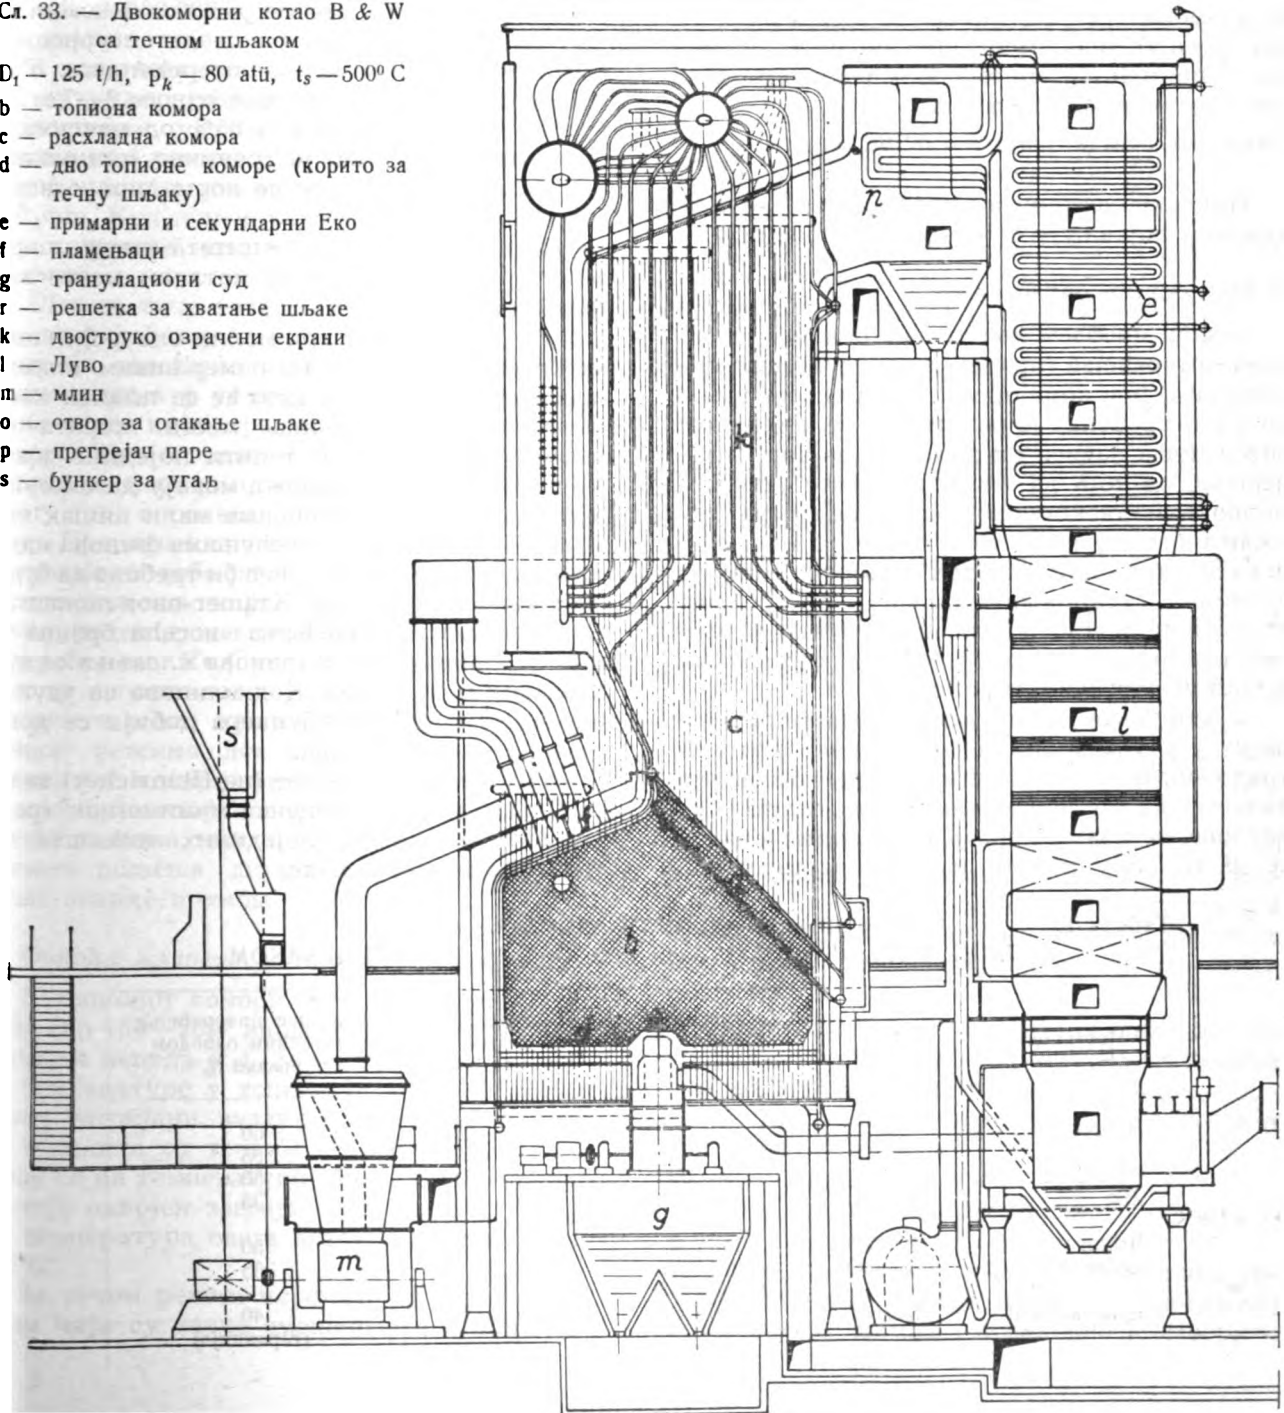 Сл. 33. — Двокоморни котао B & W
са течном шљаком
D₁ — 125 t/h, pₖ — 80 atü, tₛ — 500⁰ C
b — топиона комора
c — расхладна комора
d — дно топионе коморе (корито за
течну шљаку)
e — примарни и секундарни Еко
f — пламењаци
g — гранулациони суд
r — решетка за хватање шљаке
k — двоструко озрачени екрани
l — Луво
m — млин
o — отвор за отакање шљаке
p — прегрејач паре
s — бункер за угаљ
p
e
k
c
s
l
b
g
m